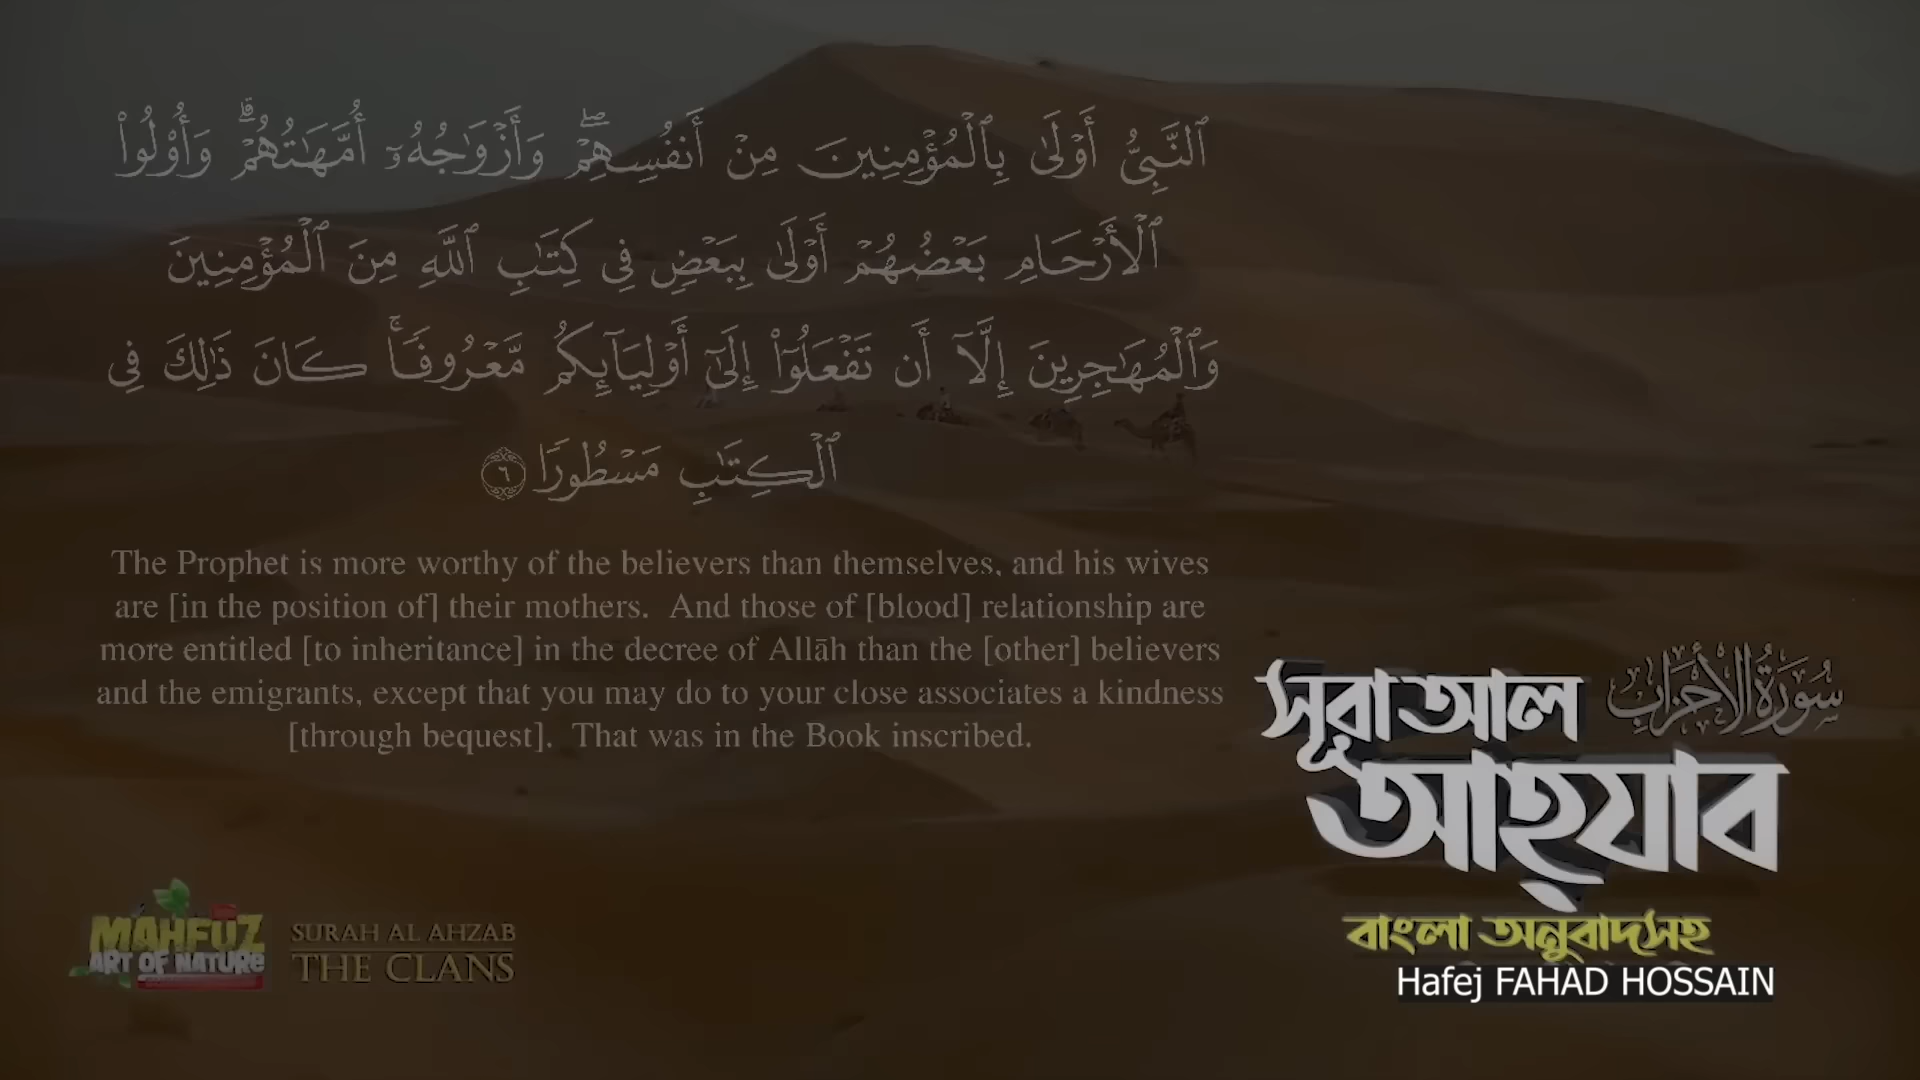 ٱلنَّبِىُّ أَوْلَىٰ بِٱلْمُؤْمِنِينَ مِنْ أَنفُسِهِمْ ۖ وَأَزْوَٰجُهُۥٓ أُمَّهَـٰتُهُمْ ۗ وَأُو۟لُوا۟
ٱلْأَرْحَامِ بَعْضُهُمْ أَوْلَىٰ بِبَعْضٍ فِى كِتَـٰبِ ٱللَّهِ مِنَ ٱلْمُؤْمِنِينَ
وَٱلْمُهَـٰجِرِينَ إِلَّآ أَن تَفْعَلُوٓا۟ إِلَىٰٓ أَوْلِيَآئِكُم مَّعْرُوفًا ۚ كَانَ ذَٰلِكَ فِى
ٱلْكِتَـٰبِ مَسْطُورًا ٦
The Prophet is more worthy of the believers than themselves, and his wives
are [in the position of] their mothers. And those of [blood] relationship are
more entitled [to inheritance] in the decree of Allāh than the [other] believers
and the emigrants, except that you may do to your close associates a kindness
[through bequest]. That was in the Book inscribed.
سُورَةُ الأَحْزَاب
সূরা আল
আহযাব
বাংলা অনুবাদসহ
Hafej FAHAD HOSSAIN
MAHFUZ
ART OF NATURE
SURAH AL AHZAB
THE CLANS